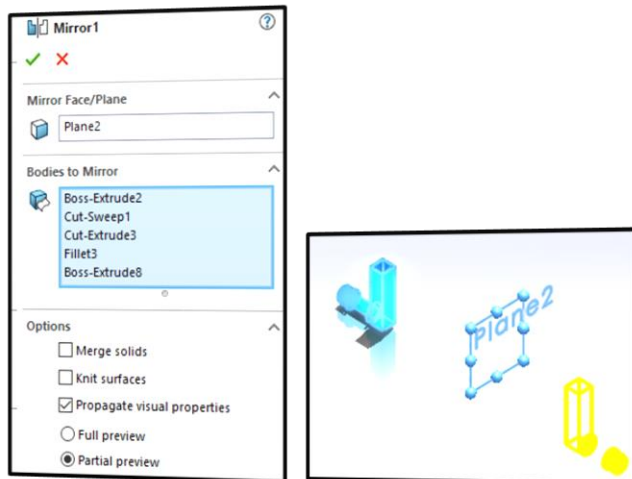 Mirror1
Mirror Face/Plane
Plane2
Bodies to Mirror
Boss-Extrude2
Cut-Sweep1
Cut-Extrude3
Fillet3
Boss-Extrude8
Options
Merge solids
Knit surfaces
Propagate visual properties
Full preview
Partial preview
Plane2